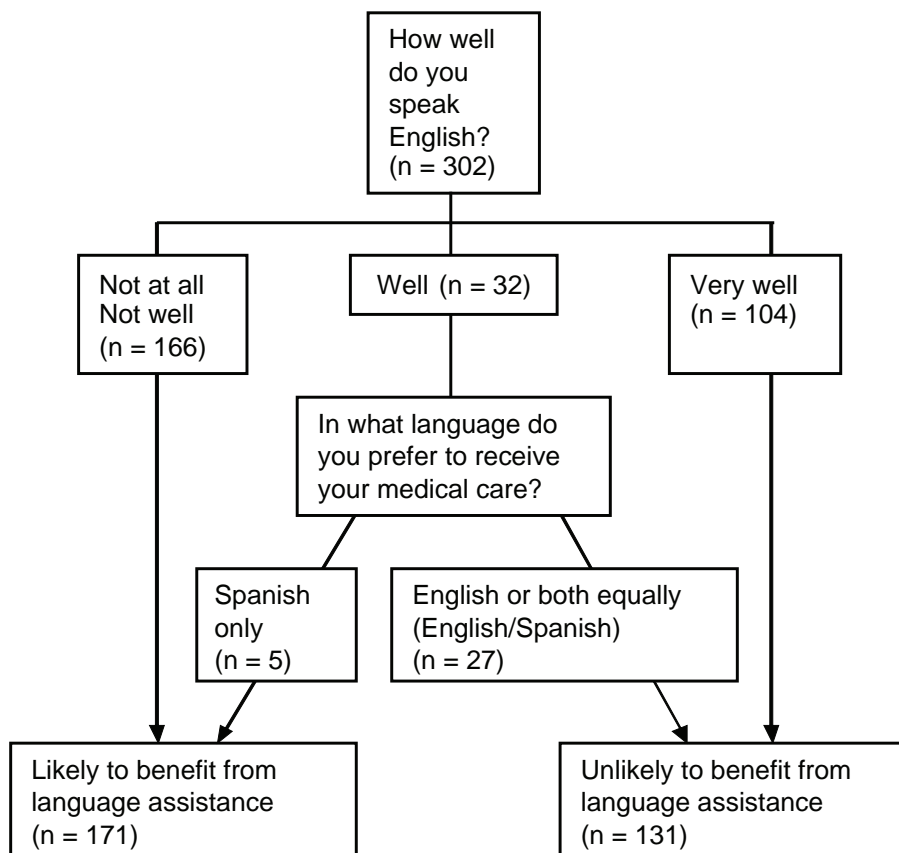 How well
do you
speak
English?
(n = 302)
Not at all
Not well
(n = 166)
Well (n = 32)
Very well
(n = 104)
In what language do
you prefer to receive
your medical care?
Spanish
only
(n = 5)
English or both equally
(English/Spanish)
(n = 27)
Likely to benefit from
language assistance
(n = 171)
Unlikely to benefit from
language assistance
(n = 131)